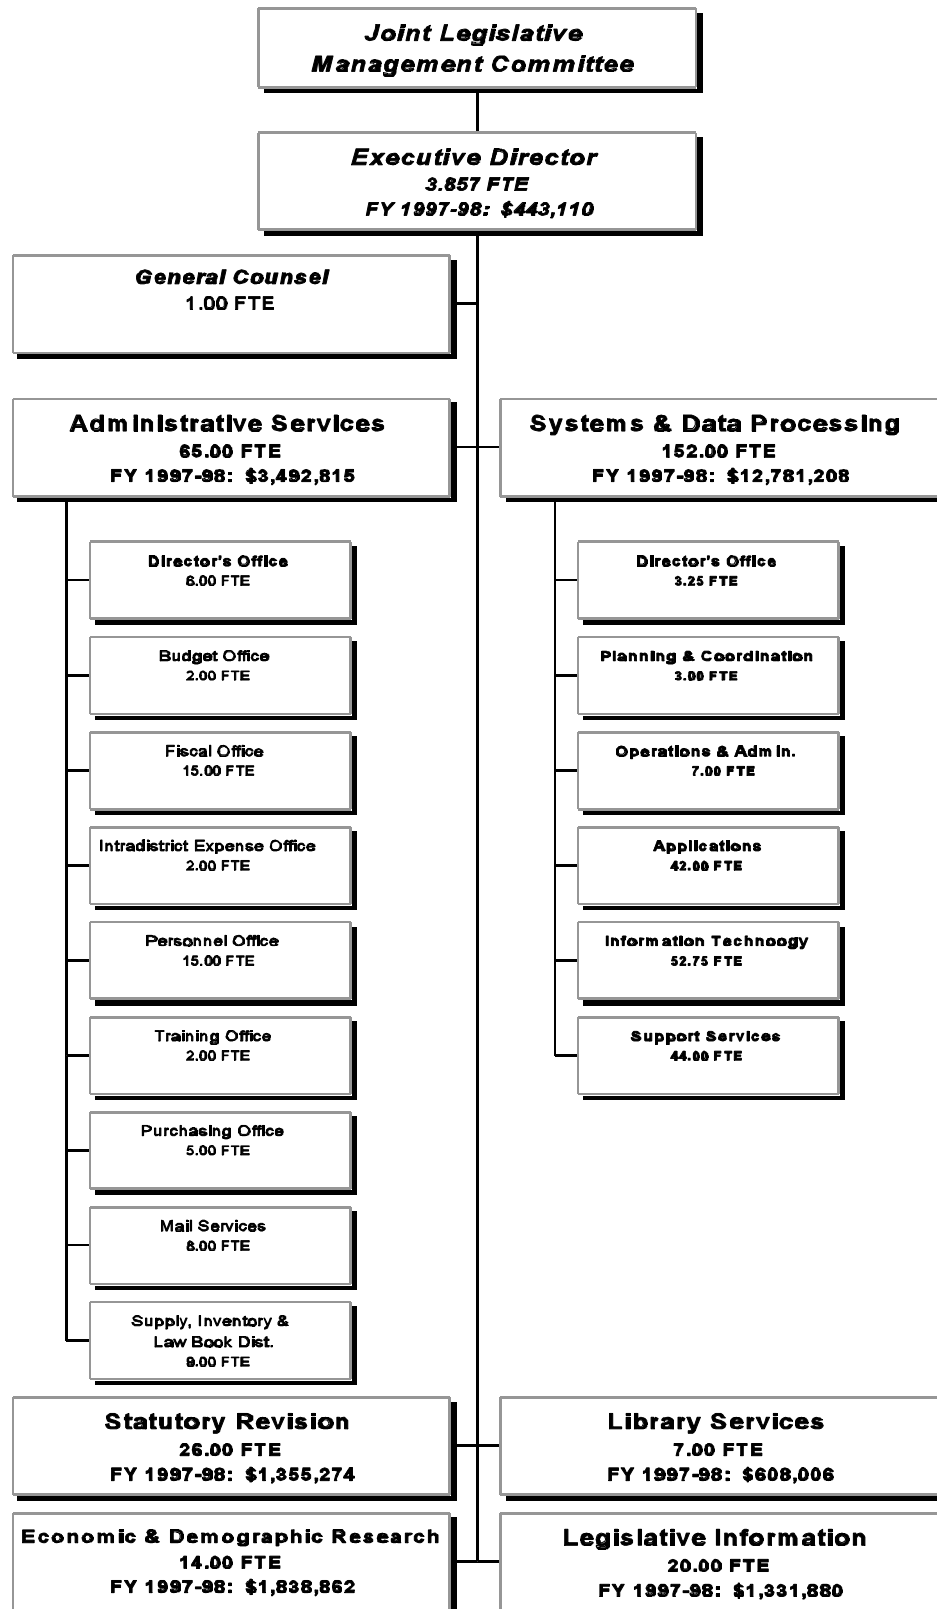 Joint Legislative
Management Committee
Executive Director
3.857 FTE
FY 1997-98: $443,110
General Counsel
1.00 FTE
Administrative Services
65.00 FTE
FY 1997-98: $3,492,815
Systems & Data Processing
152.00 FTE
FY 1997-98: $12,781,208
Director's Office
6.00 FTE
Budget Office
2.00 FTE
Fiscal Office
15.00 FTE
Intradistrict Expense Office
2.00 FTE
Personnel Office
15.00 FTE
Training Office
2.00 FTE
Purchasing Office
5.00 FTE
Mail Services
8.00 FTE
Supply, Inventory &
Law Book Dist.
9.00 FTE
Director's Office
3.25 FTE
Planning & Coordination
3.00 FTE
Operations & Admin.
7.00 FTE
Applications
42.00 FTE
Information Technoogy
52.75 FTE
Support Services
44.00 FTE
Statutory Revision
26.00 FTE
FY 1997-98: $1,355,274
Library Services
7.00 FTE
FY 1997-98: $608,006
Economic & Demographic Research
14.00 FTE
FY 1997-98: $1,838,862
Legislative Information
20.00 FTE
FY 1997-98: $1,331,880